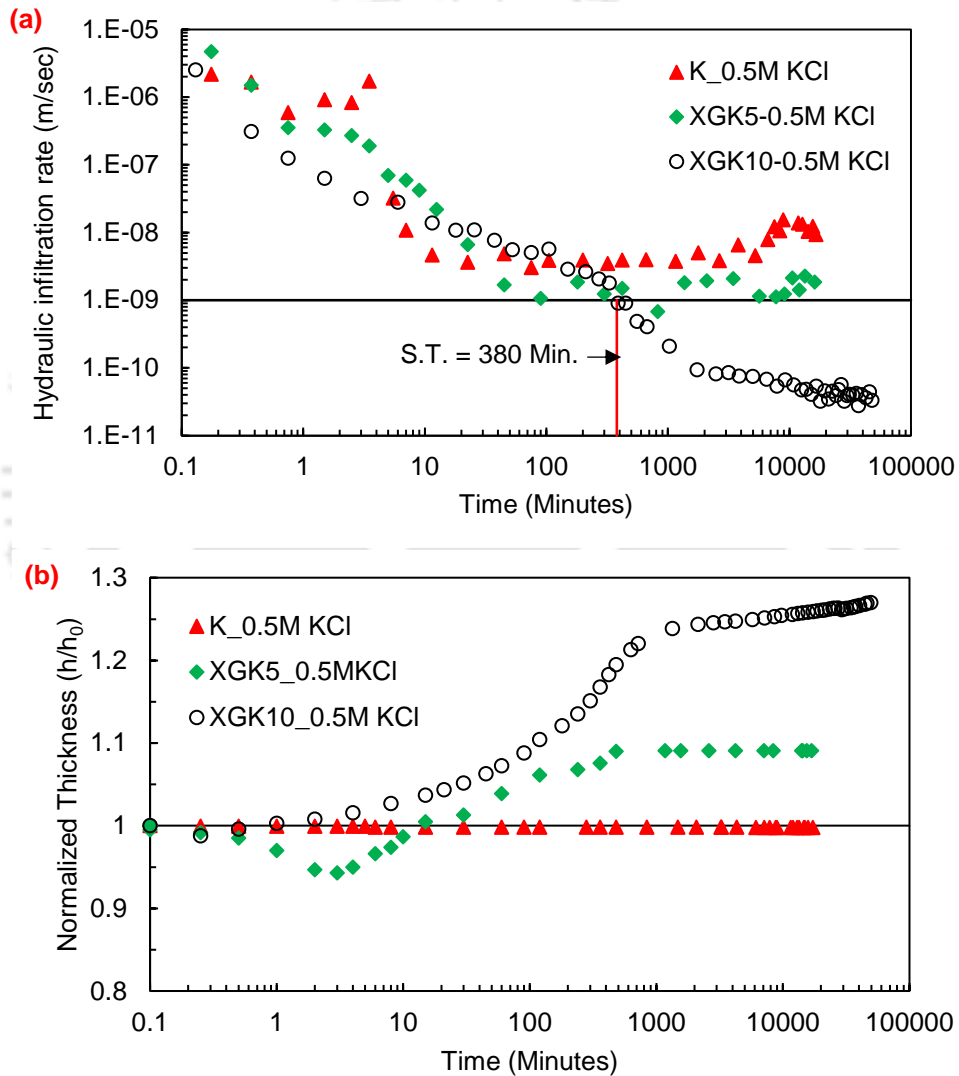 (a)
1.E-05
1.E-06
1.E-07
1.E-08
1.E-09
1.E-10
1.E-11
Hydraulic infiltration rate (m/sec)
K_0.5M KCl
XGK5-0.5M KCl
XGK10-0.5M KCl
S.T. = 380 Min.
0.1 1 10 100 1000 10000 100000
Time (Minutes)
(b)
1.3
1.2
1.1
1
0.9
0.8
Normalized Thickness (h/h0)
K_0.5M KCl
XGK5_0.5MKCl
XGK10_0.5M KCl
0.1 1 10 100 1000 10000 100000
Time (Minutes)